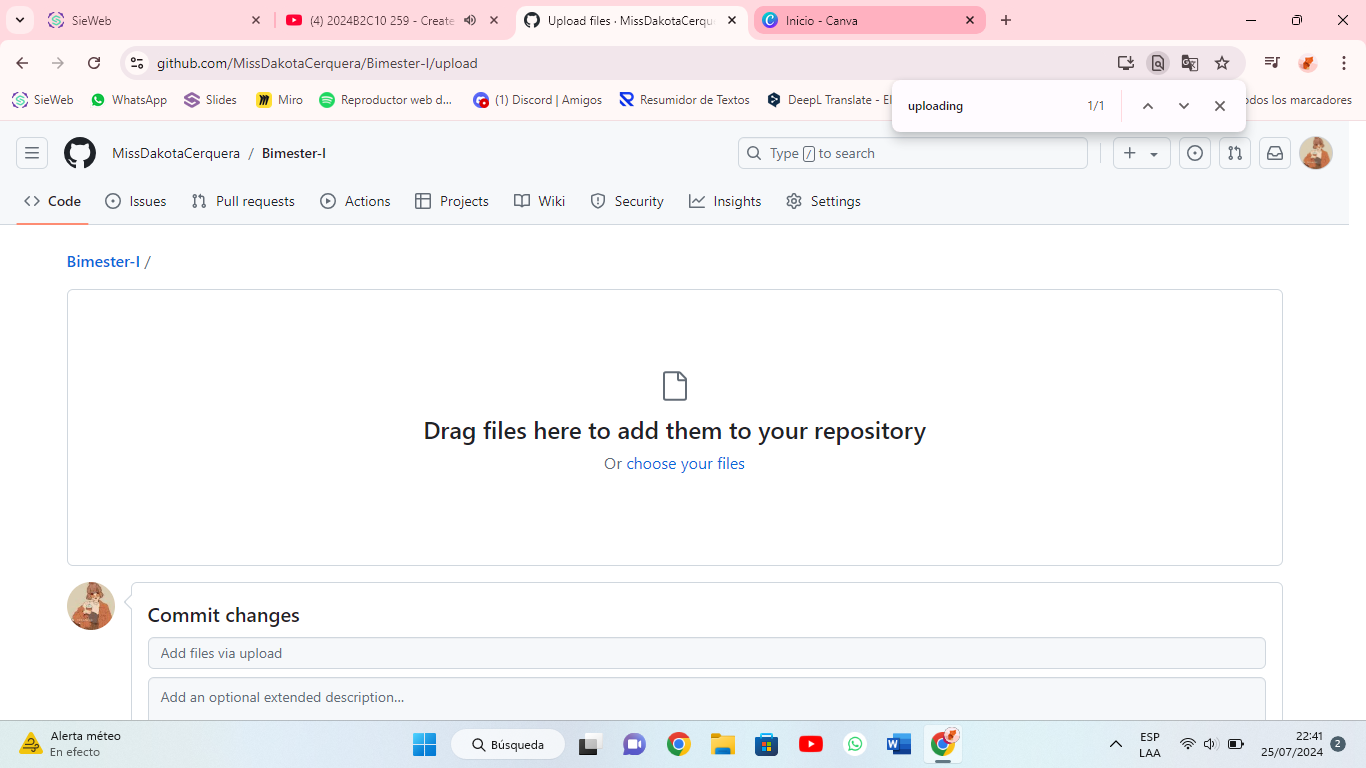 SieWeb
(4) 2024B2C10 259 - Create
Upload files · MissDakotaCerque
Inicio - Canva
github.com/MissDakotaCerquera/Bimester-I/upload
SieWeb
WhatsApp
Slides
Miro
Reproductor web d...
(1) Discord | Amigos
Resumidor de Textos
DeepL Translate - El
odos los marcadores
uploading
1/1
MissDakotaCerquera / Bimester-I
Type / to search
Code
Issues
Pull requests
Actions
Projects
Wiki
Security
Insights
Settings
Bimester-I /
Drag files here to add them to your repository
Or choose your files
Commit changes
Add files via upload
Add an optional extended description...
Alerta méteo
En efecto
Búsqueda
ESP
LAA
22:41
25/07/2024
2